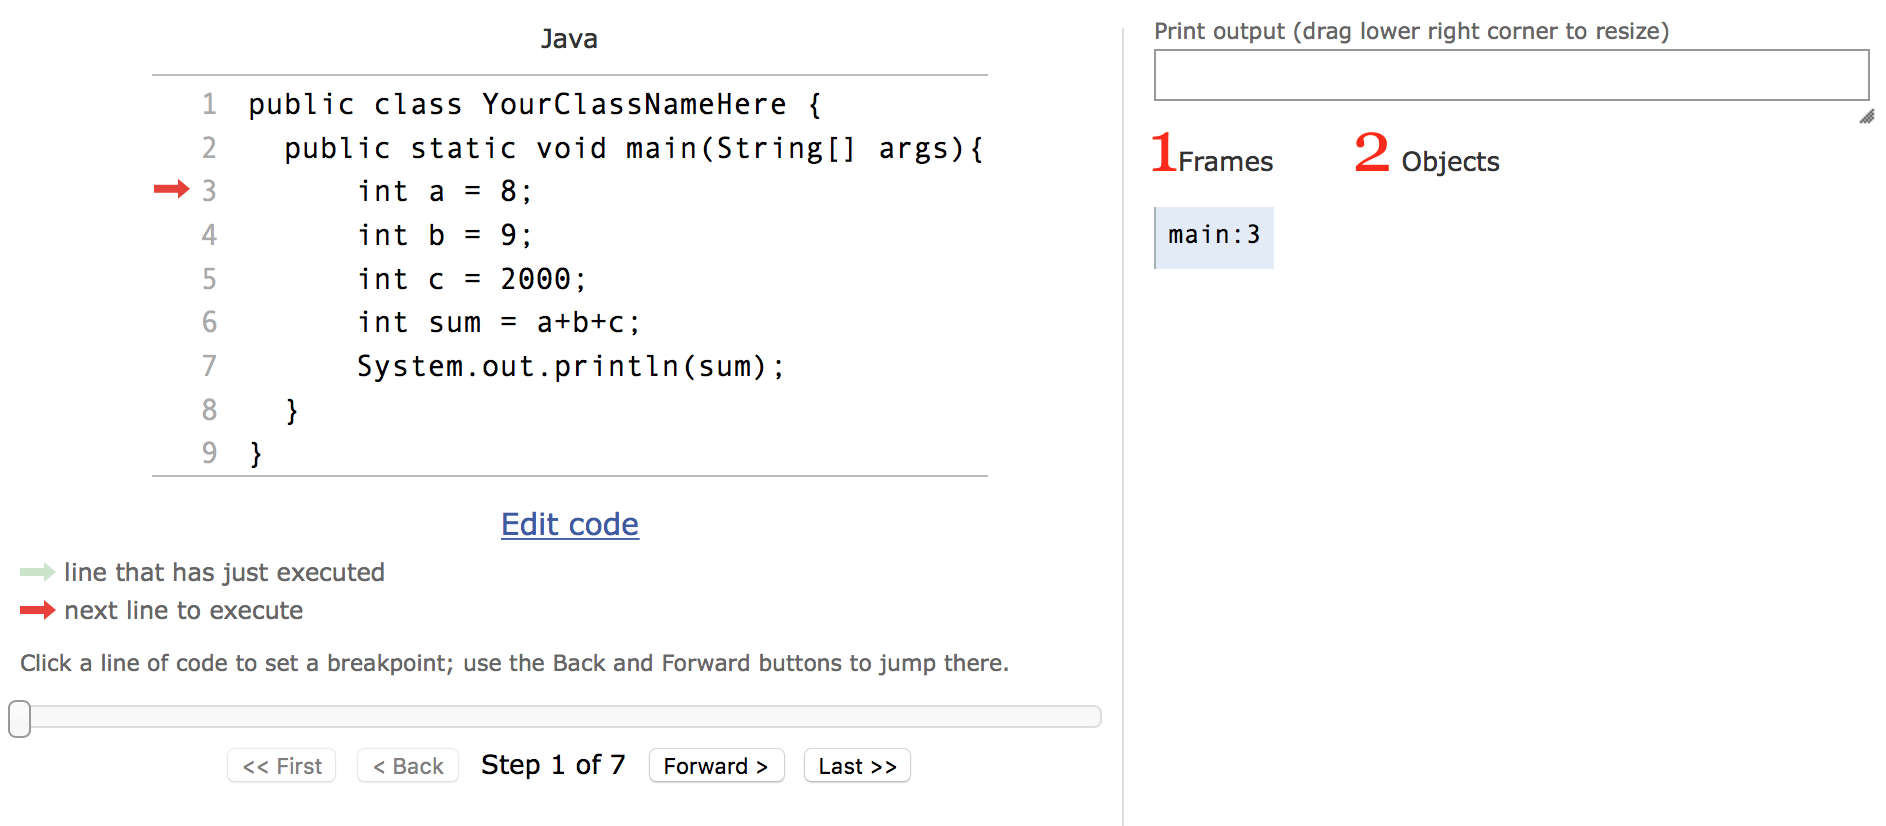 Java
1 public class YourClassNameHere {
2 public static void main(String[] args){
3 int a = 8;
4 int b = 9;
5 int c = 2000;
6 int sum = a+b+c;
7 System.out.println(sum);
8 }
9 }
Edit code
line that has just executed
next line to execute
Click a line of code to set a breakpoint; use the Back and Forward buttons to jump there.
<< First < Back Step 1 of 7 Forward > Last >>
Print output (drag lower right corner to resize)
1 Frames 2 Objects
main:3